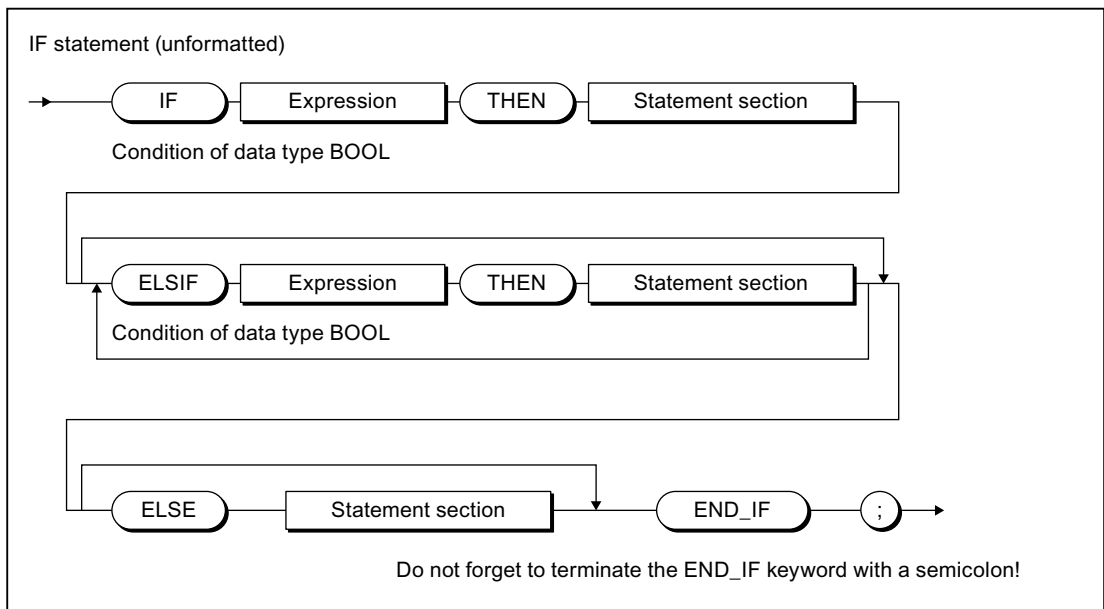 IF statement (unformatted)
IF Expression THEN Statement section
Condition of data type BOOL
ELSIF Expression THEN Statement section
Condition of data type BOOL
ELSE Statement section END_IF ;
Do not forget to terminate the END_IF keyword with a semicolon!